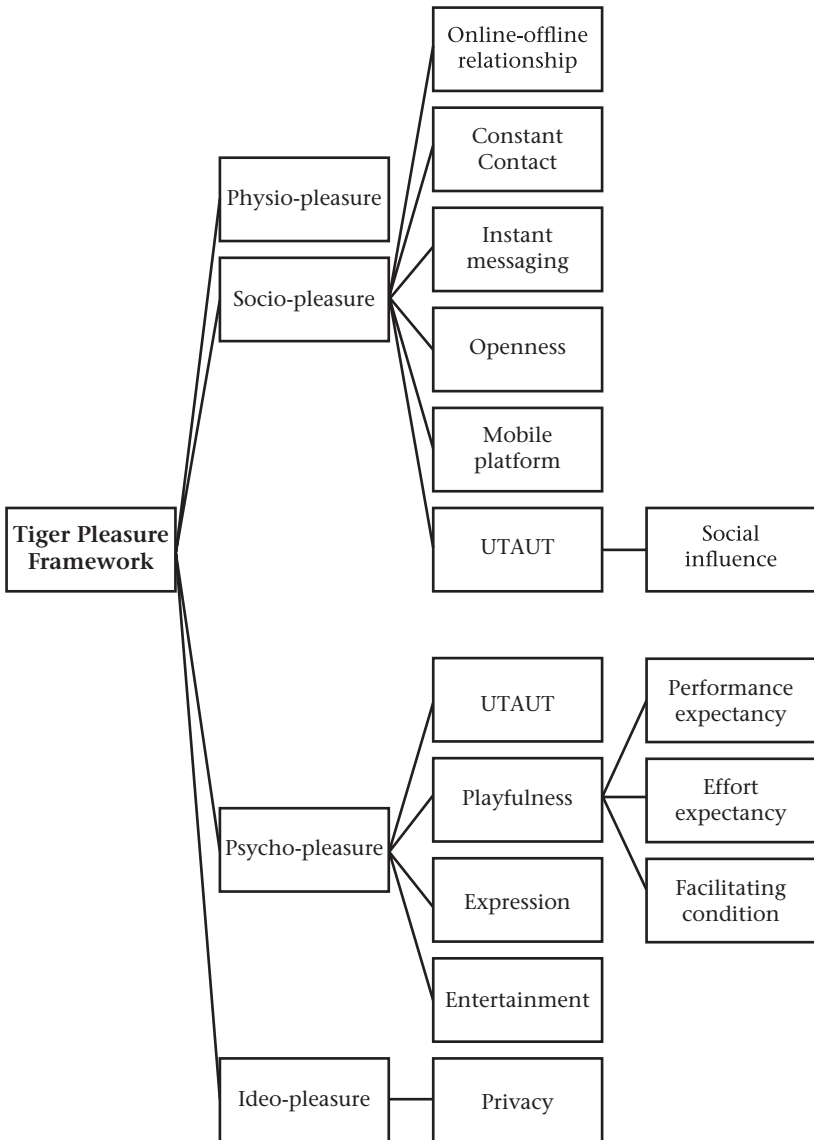 Tiger Pleasure
Framework
Physio-pleasure
Socio-pleasure
Online-offline
relationship
Constant
Contact
Instant
messaging
Openness
Mobile
platform
UTAUT
Social
influence
Psycho-pleasure
UTAUT
Playfulness
Performance
expectancy
Effort
expectancy
Facilitating
condition
Expression
Entertainment
Ideo-pleasure
Privacy